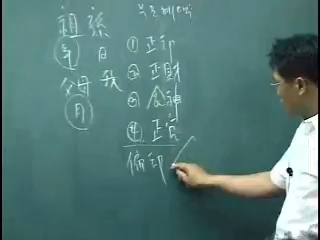 祖 孫
年 日
父母 我
月
① 正印
② 正財
③ 食神
④ 正官
偏印